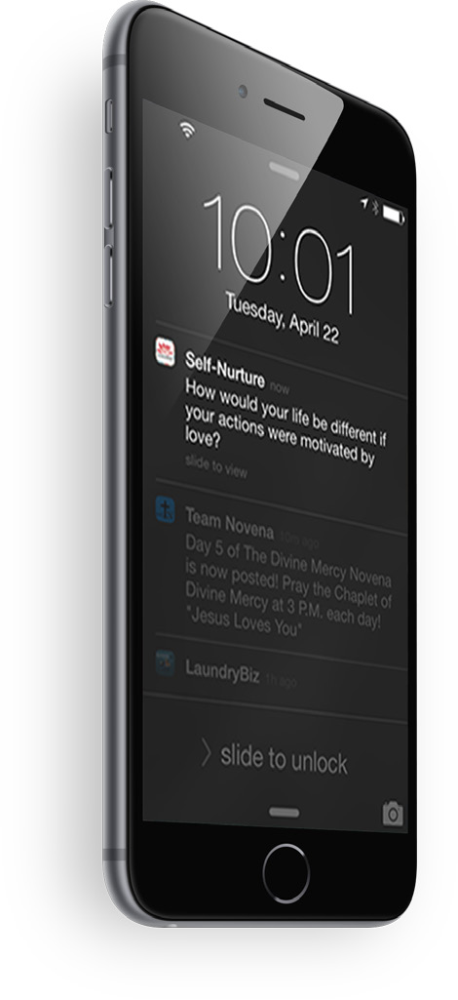 10:01
Tuesday, April 22
Self-Nurture now
How would your life be different if
your actions were motivated by
love?
slide to view
Team Novena 10m ago
Day 5 of The Divine Mercy Novena
is now posted! Pray the Chaplet of
Divine Mercy at 3 P.M. each day!
"Jesus Loves You"
LaundryBiz 1h ago
slide to unlock